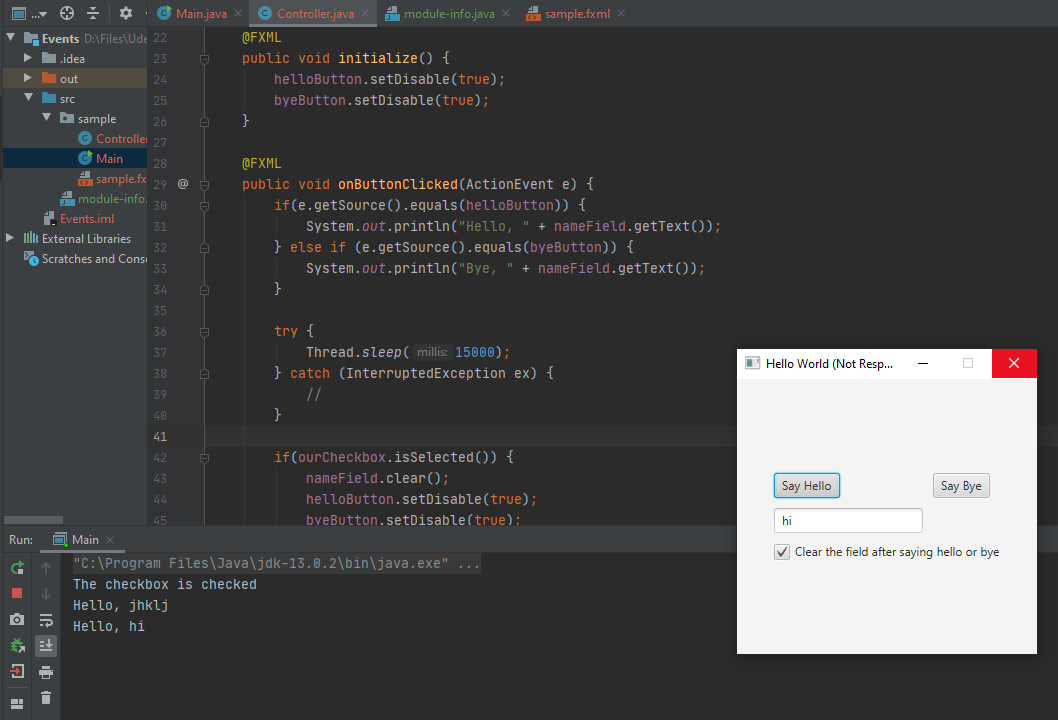 Main.java
Controller.java
module-info.java
sample.fxml
Events D:\Files\Ude
.idea
out
src
sample
Controller
Main
sample.fx
module-info.
Events.iml
External Libraries
Scratches and Conso
22 @FXML
23 public void initialize() {
24 helloButton.setDisable(true);
25 byeButton.setDisable(true);
26 }
27
28 @FXML
29 @ public void onButtonClicked(ActionEvent e) {
30 if(e.getSource().equals(helloButton)) {
31 System.out.println("Hello, " + nameField.getText());
32 } else if (e.getSource().equals(byeButton)) {
33 System.out.println("Bye, " + nameField.getText());
34 }
35
36 try {
37 Thread.sleep( millis: 15000);
38 } catch (InterruptedException ex) {
39 //
40 }
41
42 if(ourCheckbox.isSelected()) {
43 nameField.clear();
44 helloButton.setDisable(true);
45 byeButton.setDisable(true);
Hello World (Not Resp...
Say Hello
Say Bye
hi
Clear the field after saying hello or bye
Run: Main
"C:\Program Files\Java\jdk-13.0.2\bin\java.exe" ...
The checkbox is checked
Hello, jhklj
Hello, hi